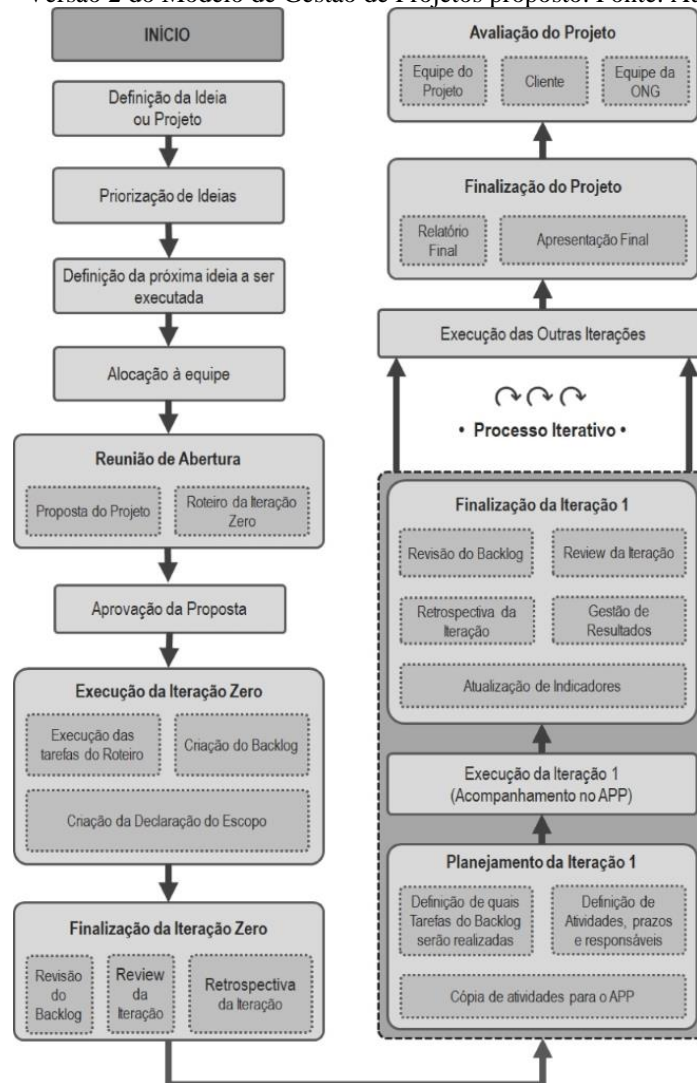 Versão 2 do Modelo de Gestão de Projetos proposto. Fonte:
INÍCIO
Definição da Ideia
ou Projeto
Priorização de Ideias
Definição da próxima ideia a ser
executada
Alocação à equipe
Reunião de Abertura
Proposta do Projeto
Roteiro da Iteração
Zero
Aprovação da Proposta
Execução da Iteração Zero
Execução das
tarefas do Roteiro
Criação do Backlog
Criação da Declaração do Escopo
Finalização da Iteração Zero
Revisão
do
Backlog
Review
da
Iteração
Retrospectiva
da Iteração
Avaliação do Projeto
Equipe do
Projeto
Cliente
Equipe da
ONG
Finalização do Projeto
Relatório
Final
Apresentação Final
Execução das Outras Iterações
• Processo Iterativo •
Finalização da Iteração 1
Revisão do Backlog
Review da Iteração
Retrospectiva da
Iteração
Gestão de
Resultados
Atualização de Indicadores
Execução da Iteração 1
(Acompanhamento no APP)
Planejamento da Iteração 1
Definição de quais
Tarefas do Backlog
serão realizadas
Definição de
Atividades, prazos
e responsáveis
Cópia de atividades para o APP